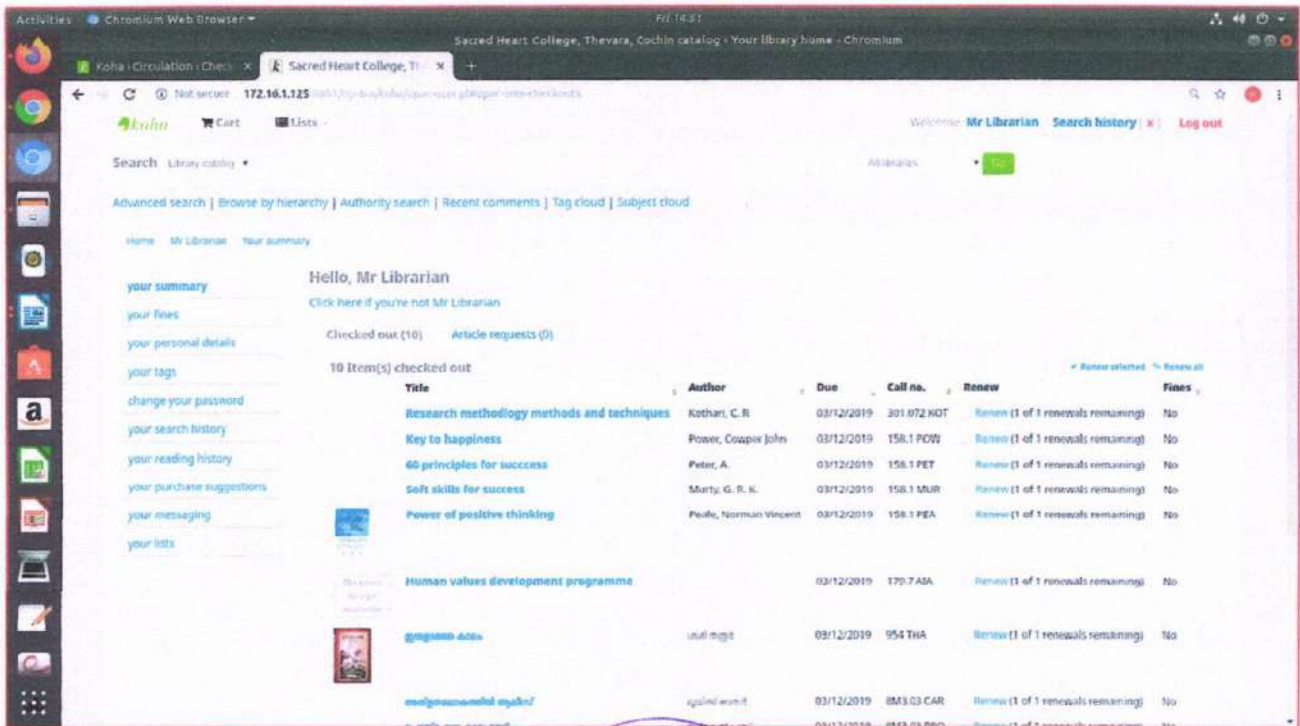 Activities Chromium Web Browser Fri 14:51
Sacred Heart College, Thevara, Cochin catalog › Your library home - Chromium
Koha › Circulation › Chec x Sacred Heart College, Th x +
Not secure 172.16.1.125
koha Cart Lists Welcome, Mr Librarian Search history [x] Log out
Search Library catalog All libraries Go
Advanced search | Browse by hierarchy | Authority search | Recent comments | Tag cloud | Subject cloud
Home Mr Librarian Your summary
your summary
your fines
your personal details
your tags
change your password
your search history
your reading history
your purchase suggestions
your messaging
your lists
Hello, Mr Librarian
Click here if you're not Mr Librarian
Checked out (10) Article requests (0)
10 Item(s) checked out
Renew selected Renew all
Title Author Due Call no. Renew Fines
Research methodlogy methods and techniques Kothari, C. R 03/12/2019 301.072 KOT Renew (1 of 1 renewals remaining) No
Key to happiness Power, Cowper John 03/12/2019 158.1 POW Renew (1 of 1 renewals remaining) No
60 principles for succcess Peter, A. 03/12/2019 158.1 PET Renew (1 of 1 renewals remaining) No
Soft skills for success Murty, G. R. K. 03/12/2019 158.1 MUR Renew (1 of 1 renewals remaining) No
Power of positive thinking Peale, Norman Vincent 03/12/2019 158.1 PEA Renew (1 of 1 renewals remaining) No
Human values development programme 03/12/2019 179.7 AIA Renew (1 of 1 renewals remaining) No
ഇരുളടഞ്ഞ കാലം ശശി തരൂർ 03/12/2019 954 THA Renew (1 of 1 renewals remaining) No
03/12/2019 8M3.03 CAR Renew (1 of 1 renewals remaining) No